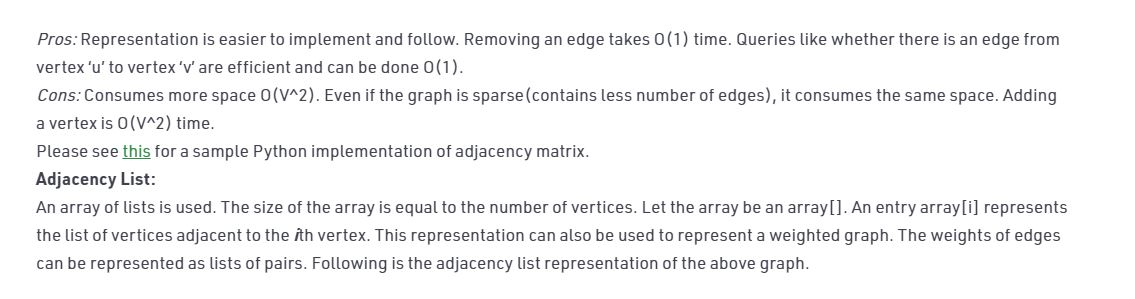 Pros: Representation is easier to implement and follow. Removing an edge takes O(1) time. Queries like whether there is an edge from
vertex ‘u’ to vertex ‘v’ are efficient and can be done O(1).
Cons: Consumes more space O(V^2). Even if the graph is sparse(contains less number of edges), it consumes the same space. Adding
a vertex is O(V^2) time.
Please see this for a sample Python implementation of adjacency matrix.
Adjacency List:
An array of lists is used. The size of the array is equal to the number of vertices. Let the array be an array[]. An entry array[i] represents
the list of vertices adjacent to the ith vertex. This representation can also be used to represent a weighted graph. The weights of edges
can be represented as lists of pairs. Following is the adjacency list representation of the above graph.